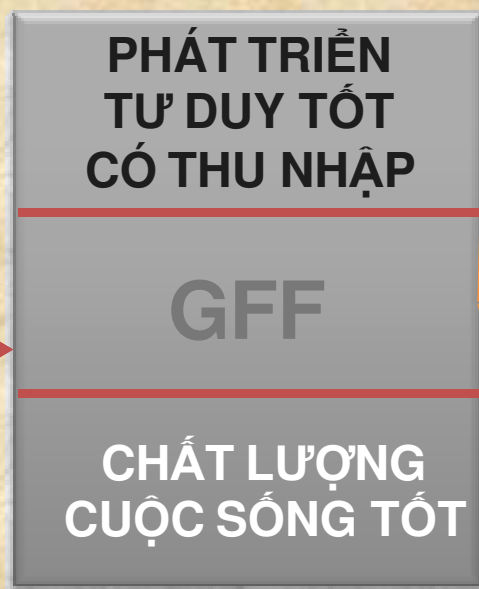 PHÁT TRIỂN
TƯ DUY TỐT
CÓ THU NHẬP
GFF
CHẤT LƯỢNG
CUỘC SỐNG TỐT